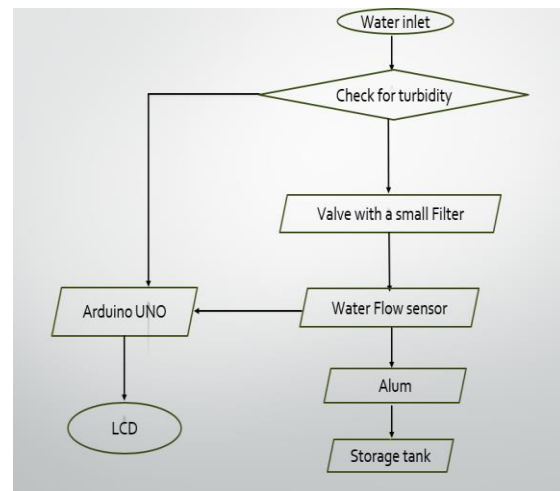 Water inlet
Check for turbidity
Valve with a small Filter
Arduino UNO
Water Flow sensor
Alum
LCD
Storage tank